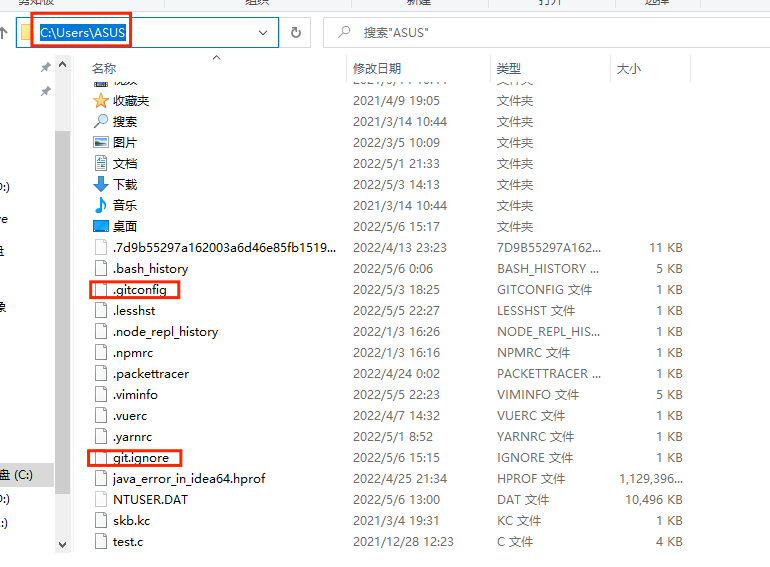 剪贴板 组织 新建 打开 选择
C:\Users\ASUS 搜索"ASUS"
名称 修改日期 类型 大小
收藏夹 2021/4/9 19:05 文件夹
搜索 2021/3/14 10:44 文件夹
图片 2022/3/5 10:09 文件夹
文档 2022/5/1 21:33 文件夹
下载 2022/5/3 14:13 文件夹
音乐 2021/3/14 10:44 文件夹
桌面 2022/5/6 15:17 文件夹
.7d9b55297a162003a6d46e85fb1519... 2022/4/13 23:23 7D9B55297A162... 11 KB
.bash_history 2022/5/6 0:06 BASH_HISTORY ... 5 KB
.gitconfig 2022/5/3 18:25 GITCONFIG 文件 1 KB
.lesshst 2022/5/5 22:27 LESSHST 文件 1 KB
.node_repl_history 2022/1/3 16:26 NODE_REPL_HIS... 1 KB
.npmrc 2022/1/3 16:16 NPMRC 文件 1 KB
.packettracer 2022/4/24 0:02 PACKETTRACER ... 1 KB
.viminfo 2022/5/5 22:23 VIMINFO 文件 5 KB
.vuerc 2022/4/7 14:32 VUERC 文件 1 KB
.yarnrc 2022/5/1 8:52 YARNRC 文件 1 KB
git.ignore 2022/5/6 15:15 IGNORE 文件 1 KB
盘 (C:) java_error_in_idea64.hprof 2022/4/25 21:34 HPROF 文件 1,129,396...
NTUSER.DAT 2022/5/6 13:00 DAT 文件 10,496 KB
skb.kc 2021/3/4 19:31 KC 文件 1 KB
test.c 2021/12/28 12:23 C 文件 4 KB